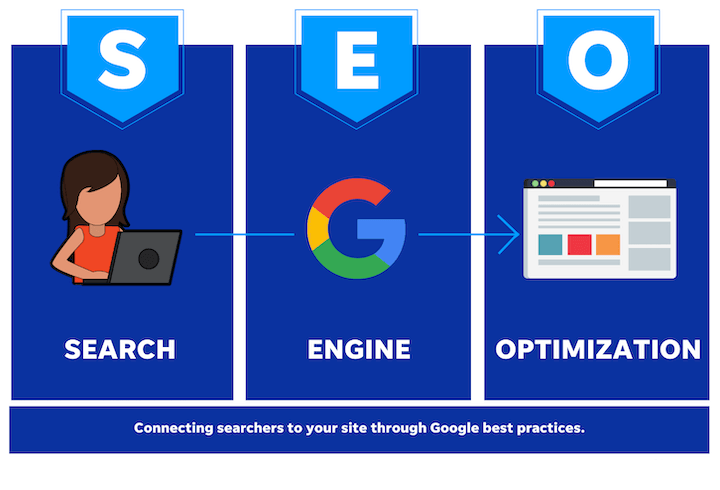 S
E
O
SEARCH
ENGINE
OPTIMIZATION
Connecting searchers to your site through Google best practices.